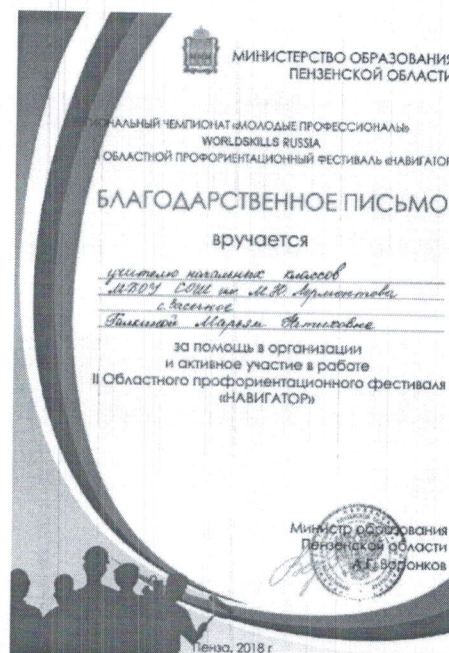 МИНИСТЕРСТВО ОБРАЗОВАНИЯ
ПЕНЗЕНСКОЙ ОБЛАСТИ
ЧЕМПИОНАТ «МОЛОДЫЕ ПРОФЕССИОНАЛЫ»
WORLDSKILLS RUSSIA
ОБЛАСТНОЙ ПРОФОРИЕНТАЦИОННЫЙ ФЕСТИВАЛЬ «НАВИГАТОР
БЛАГОДАРСТВЕННОЕ ПИСЬМО
вручается
учителю начальных классов
СОШ им М.Ю. Лермонтова
с. Засечное
Марьям
за помощь в организации
и активное участие в работе
II Областного профориентационного фестиваля
«НАВИГАТОР»
Министр образования
Пензенской области
А.Г. Воронков
Пенза, 2018 г